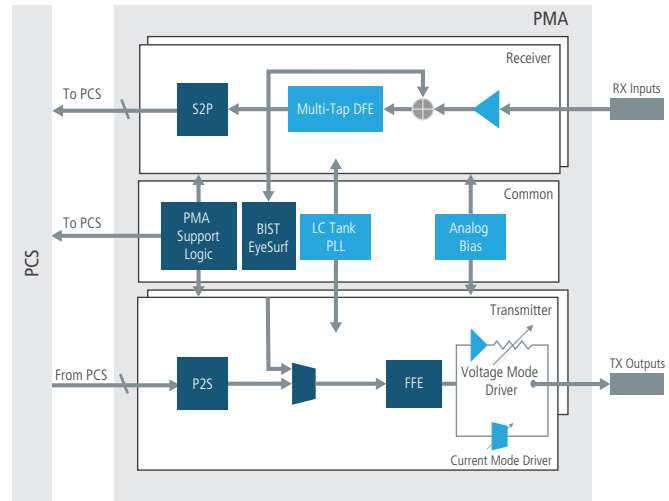 PMA
Receiver
To PCS
S2P
Multi-Tap DFE
RX Inputs
Common
To PCS
PMA
Support
Logic
BIST
EyeSurf
LC Tank
PLL
Analog
Bias
PCS
Transmitter
From PCS
P2S
FFE
Voltage Mode
Driver
TX Outputs
Current Mode Driver